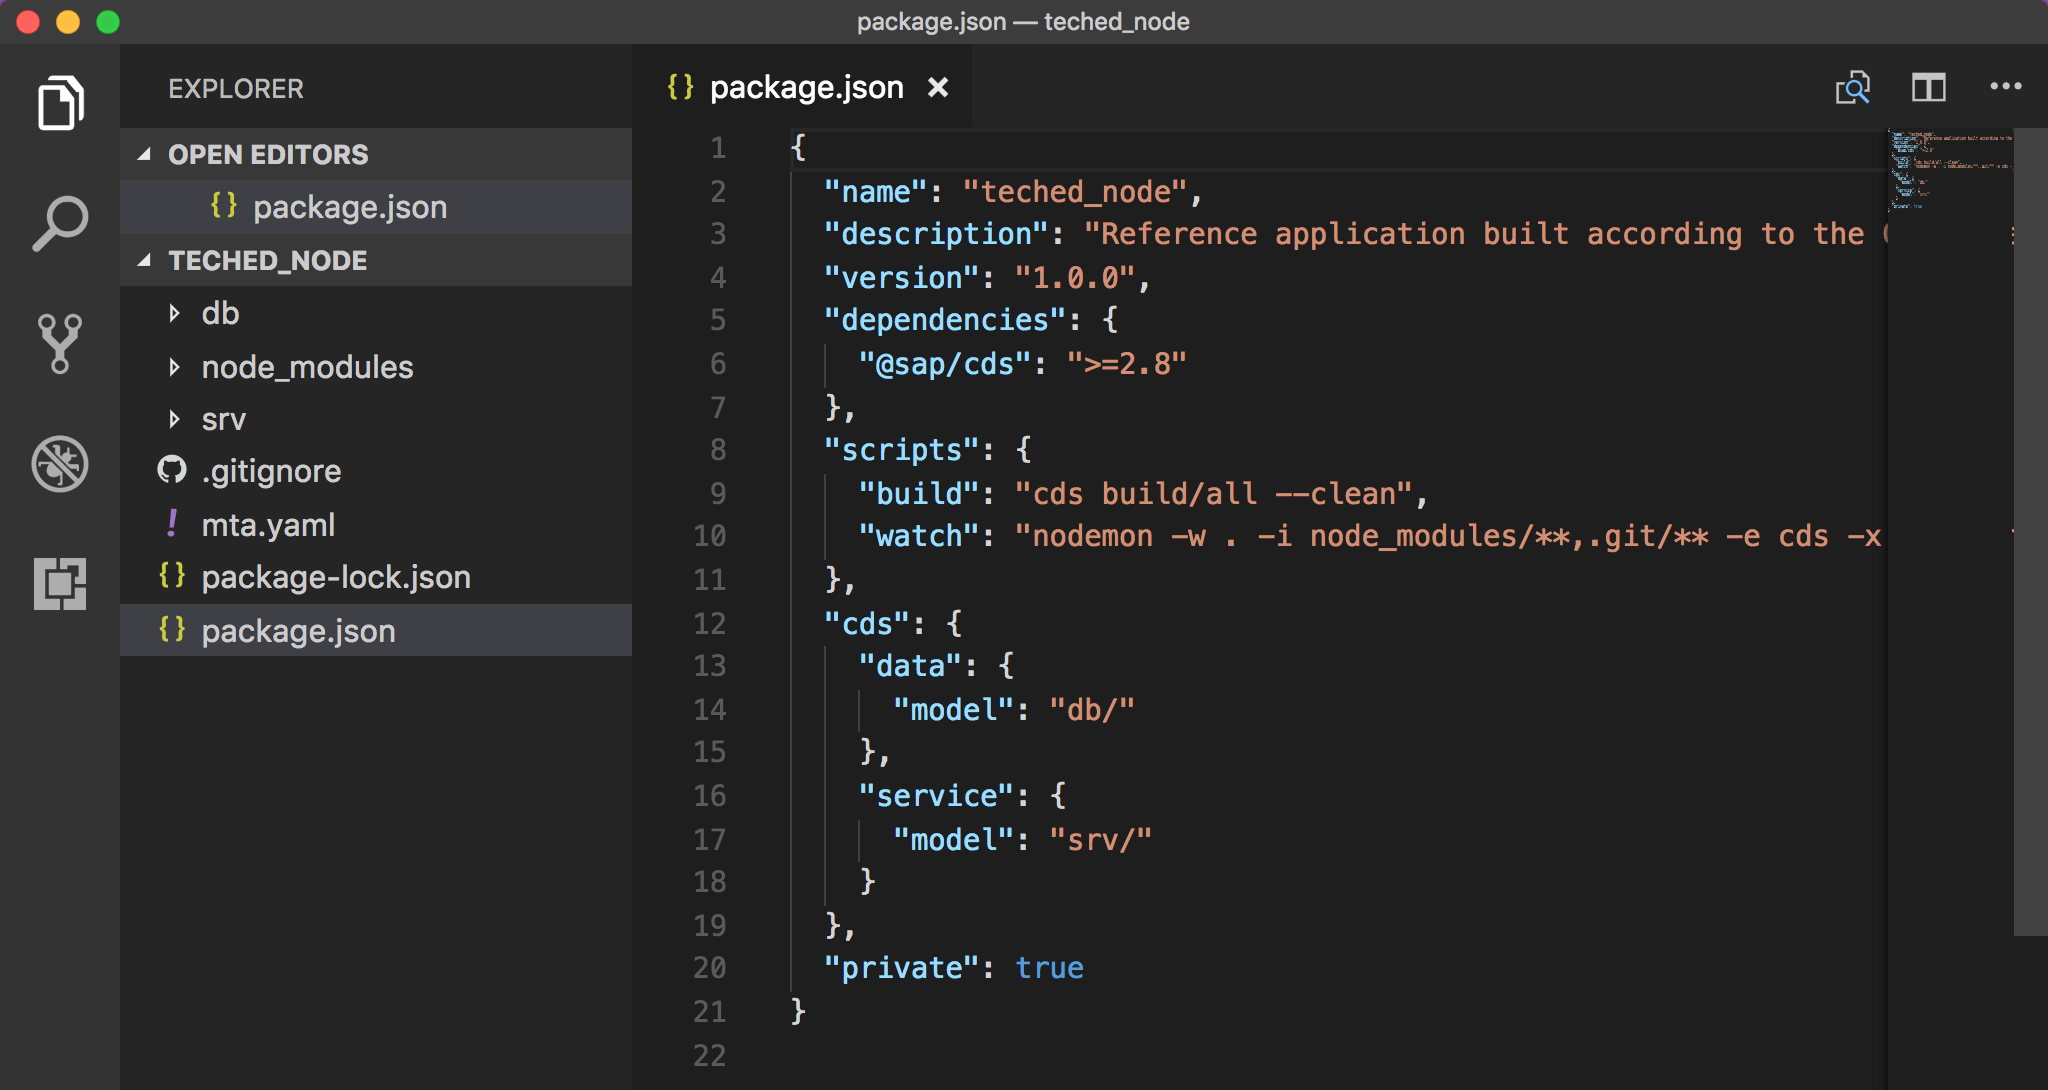 package.json — teched_node
EXPLORER
OPEN EDITORS
{} package.json
TECHED_NODE
db
node_modules
srv
.gitignore
! mta.yaml
{} package-lock.json
{} package.json
{} package.json ×
1 {
2 "name": "teched_node",
3 "description": "Reference application built according to the
4 "version": "1.0.0",
5 "dependencies": {
6 "@sap/cds": ">=2.8"
7 },
8 "scripts": {
9 "build": "cds build/all --clean",
10 "watch": "nodemon -w . -i node_modules/**,.git/** -e cds -x
11 },
12 "cds": {
13 "data": {
14 "model": "db/"
15 },
16 "service": {
17 "model": "srv/"
18 }
19 },
20 "private": true
21 }
22